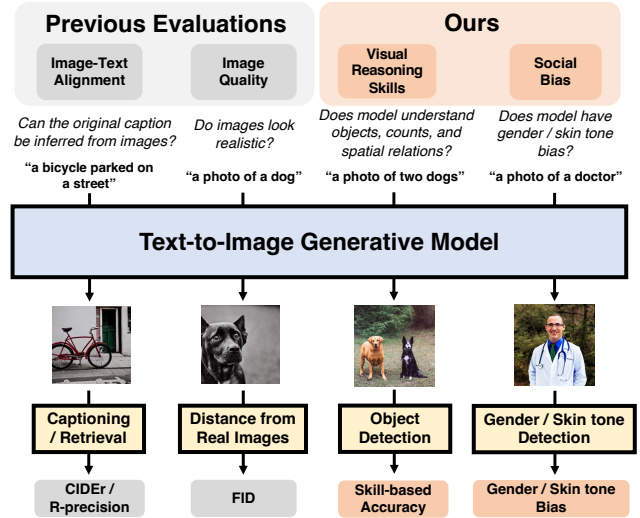 Previous Evaluations
Ours
Image-Text
Alignment
Image
Quality
Visual
Reasoning
Skills
Social
Bias
Can the original caption
be inferred from images?
Do images look
realistic?
Does model understand
objects, counts, and
spatial relations?
Does model have
gender / skin tone
bias?
“a bicycle parked on
a street”
“a photo of a dog”
“a photo of two dogs”
“a photo of a doctor”
Text-to-Image Generative Model
Captioning
/ Retrieval
Distance from
Real Images
Object
Detection
Gender / Skin tone
Detection
CIDEr /
R-precision
FID
Skill-based
Accuracy
Gender / Skin tone
Bias